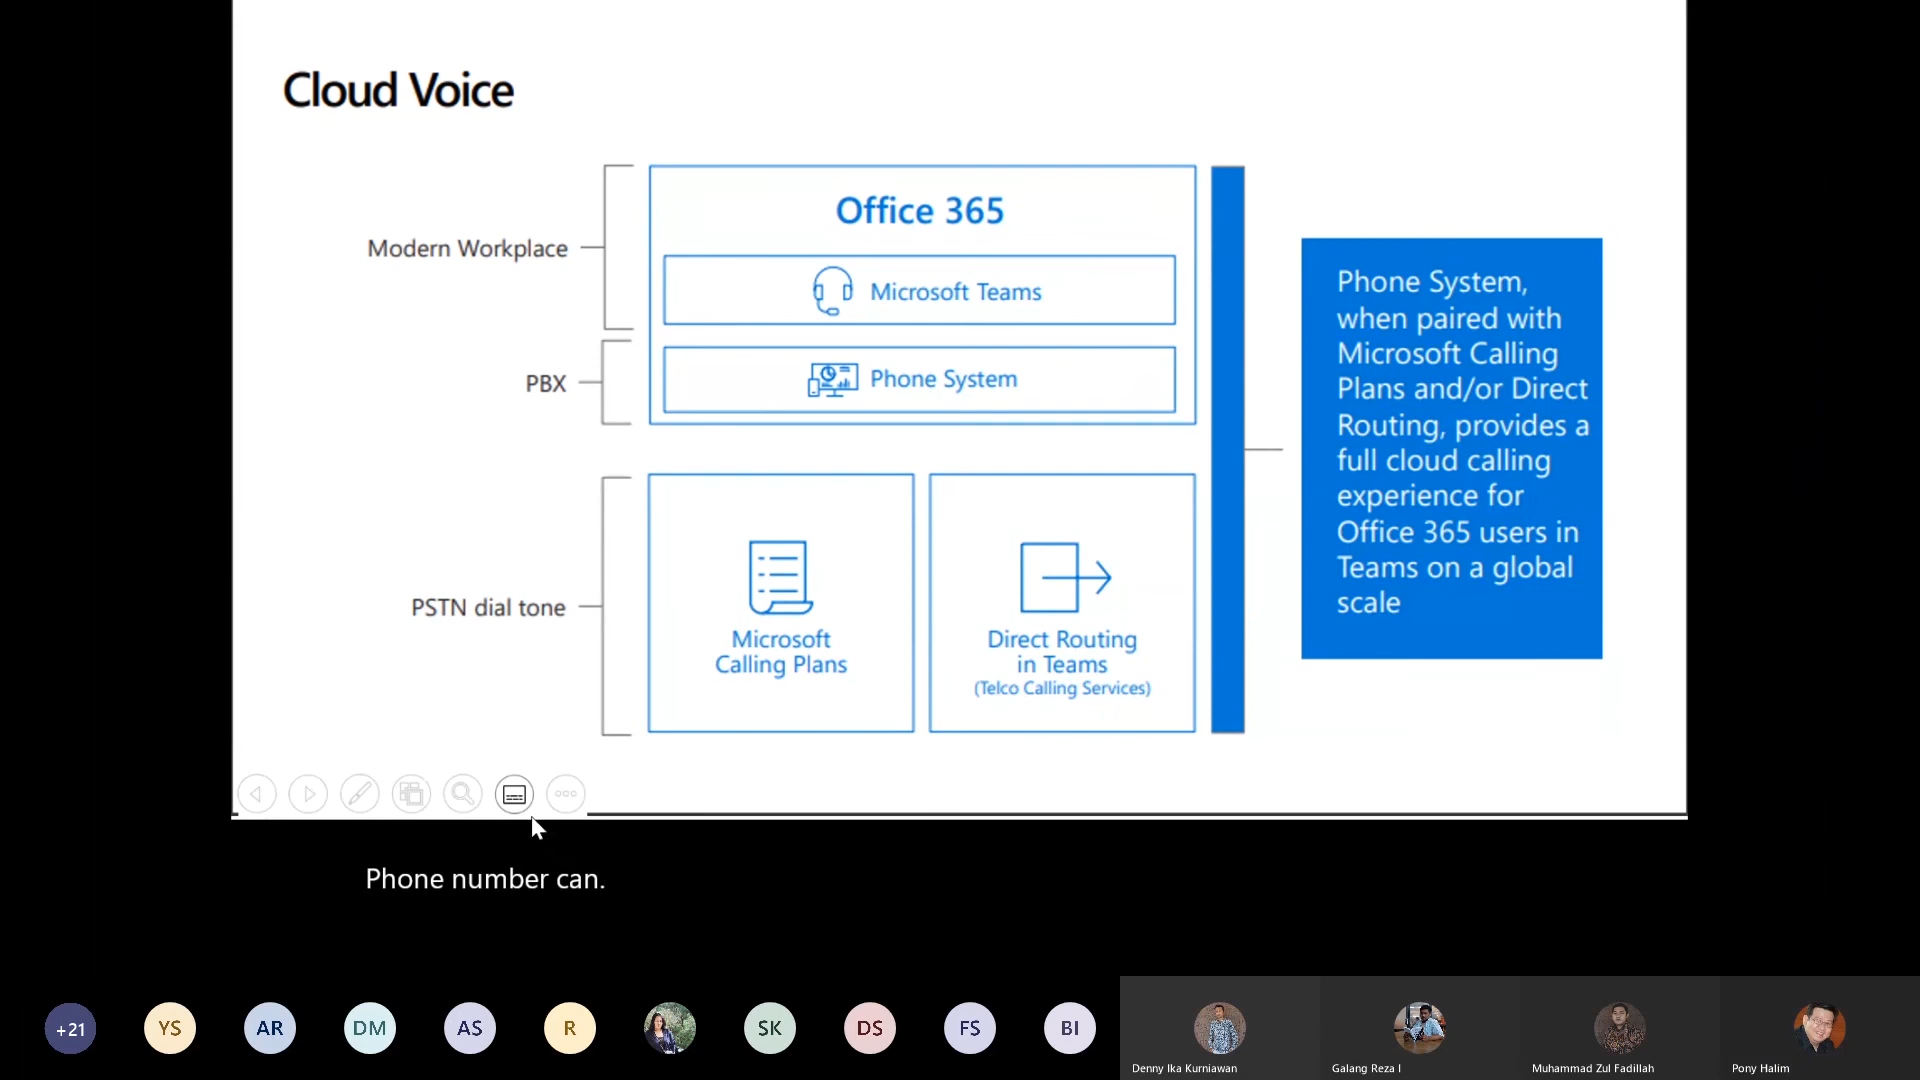 Cloud Voice
Modern Workplace
Office 365
Microsoft Teams
PBX
Phone System
PSTN dial tone
Microsoft
Calling Plans
Direct Routing
in Teams
(Telco Calling Services)
Phone System,
when paired with
Microsoft Calling
Plans and/or Direct
Routing, provides a
full cloud calling
experience for
Office 365 users in
Teams on a global
scale
Phone number can.
+21
YS
AR
DM
AS
R
SK
DS
FS
BI
Denny Ika Kurniawan
Galang Reza I
Muhammad Zul Fadillah
Pony Halim